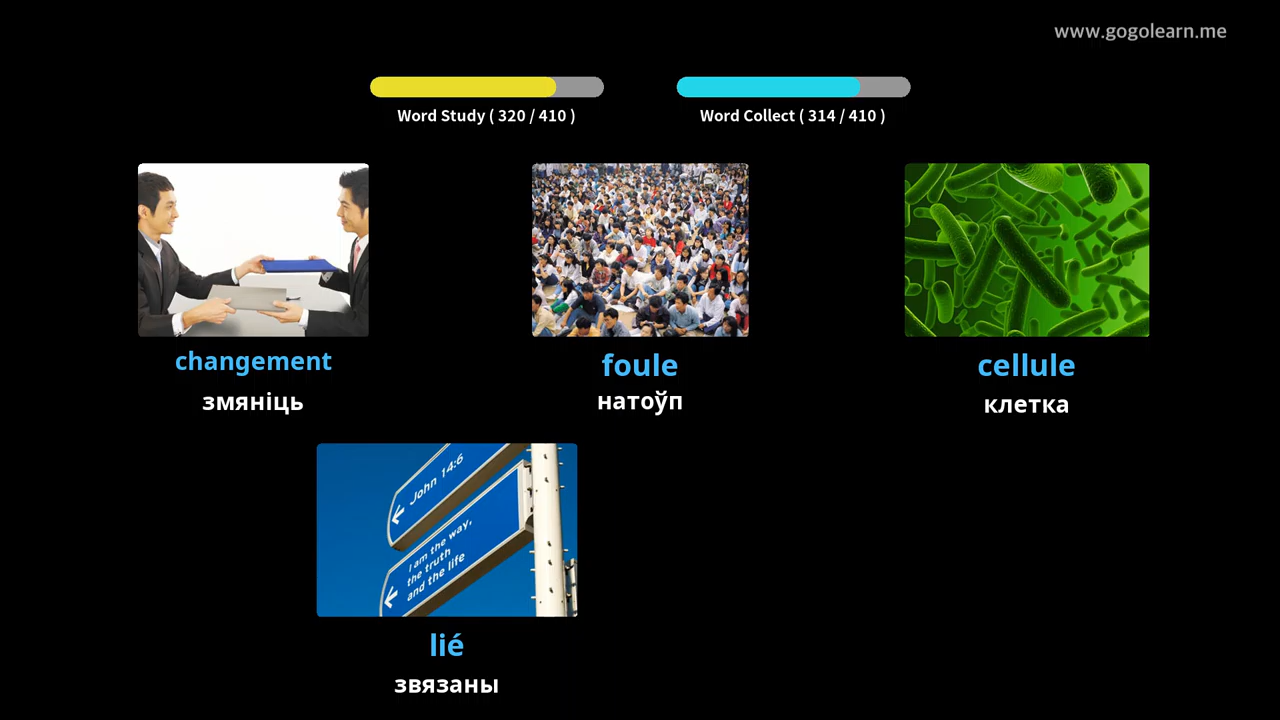 www.gogolearn.me
Word Study ( 320 / 410 )
Word Collect ( 314 / 410 )
changement
змяніць
foule
натоўп
cellule
клетка
John 14:6
I am the way,
the truth
and the life
lié
звязаны